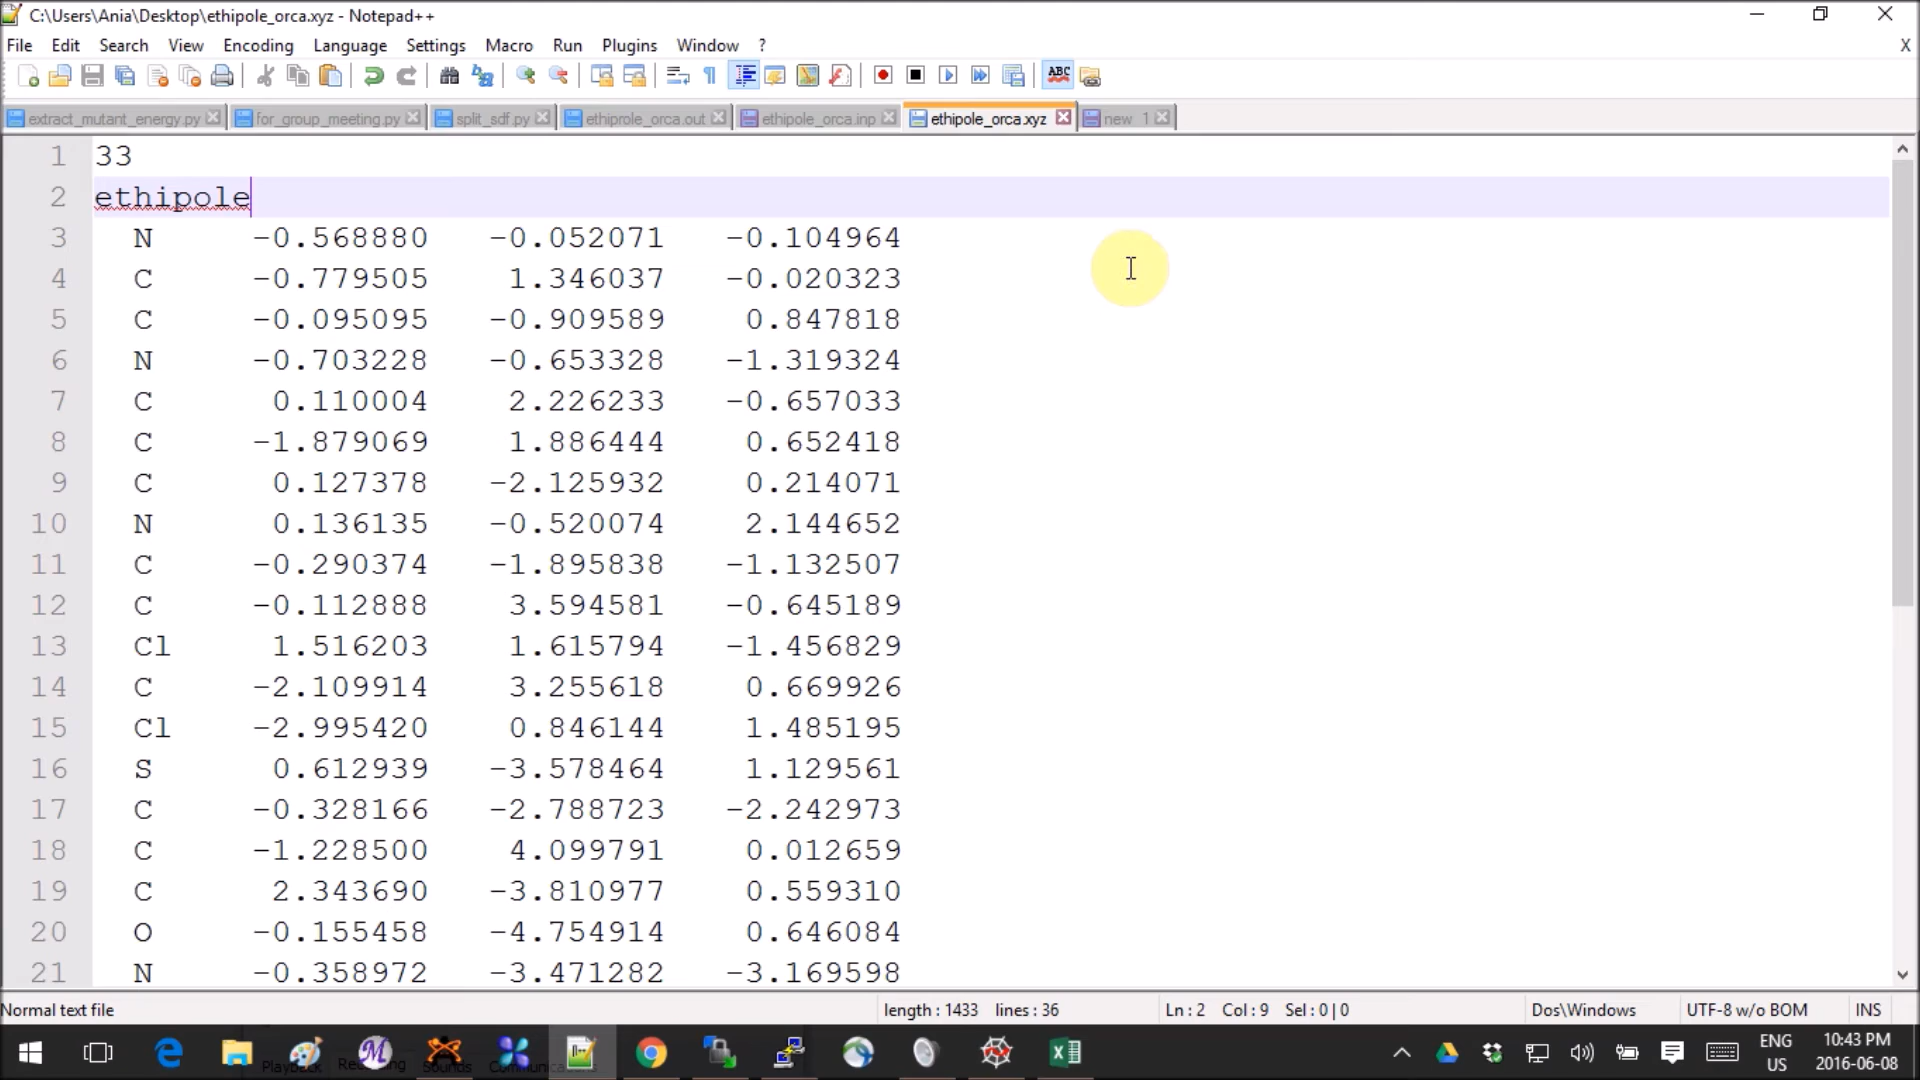 C:\Users\Ania\Desktop\ethipole_orca.xyz - Notepad++
File Edit Search View Encoding Language Settings Macro Run Plugins Window ? X
extract_mutant_energy.py for_group_meeting.py split_sdf.py ethiprole_orca.out ethipole_orca.inp ethipole_orca.xyz new 1
1 33
2 ethipole
3 N -0.568880 -0.052071 -0.104964
4 C -0.779505 1.346037 -0.020323
5 C -0.095095 -0.909589 0.847818
6 N -0.703228 -0.653328 -1.319324
7 C 0.110004 2.226233 -0.657033
8 C -1.879069 1.886444 0.652418
9 C 0.127378 -2.125932 0.214071
10 N 0.136135 -0.520074 2.144652
11 C -0.290374 -1.895838 -1.132507
12 C -0.112888 3.594581 -0.645189
13 Cl 1.516203 1.615794 -1.456829
14 C -2.109914 3.255618 0.669926
15 Cl -2.995420 0.846144 1.485195
16 S 0.612939 -3.578464 1.129561
17 C -0.328166 -2.788723 -2.242973
18 C -1.228500 4.099791 0.012659
19 C 2.343690 -3.810977 0.559310
20 O -0.155458 -4.754914 0.646084
21 N -0.358972 -3.471282 -3.169598
Normal text file length : 1433 lines : 36 Ln : 2 Col : 9 Sel : 0 | 0 Dos\Windows UTF-8 w/o BOM INS
ENG 10:43 PM
US 2016-06-08